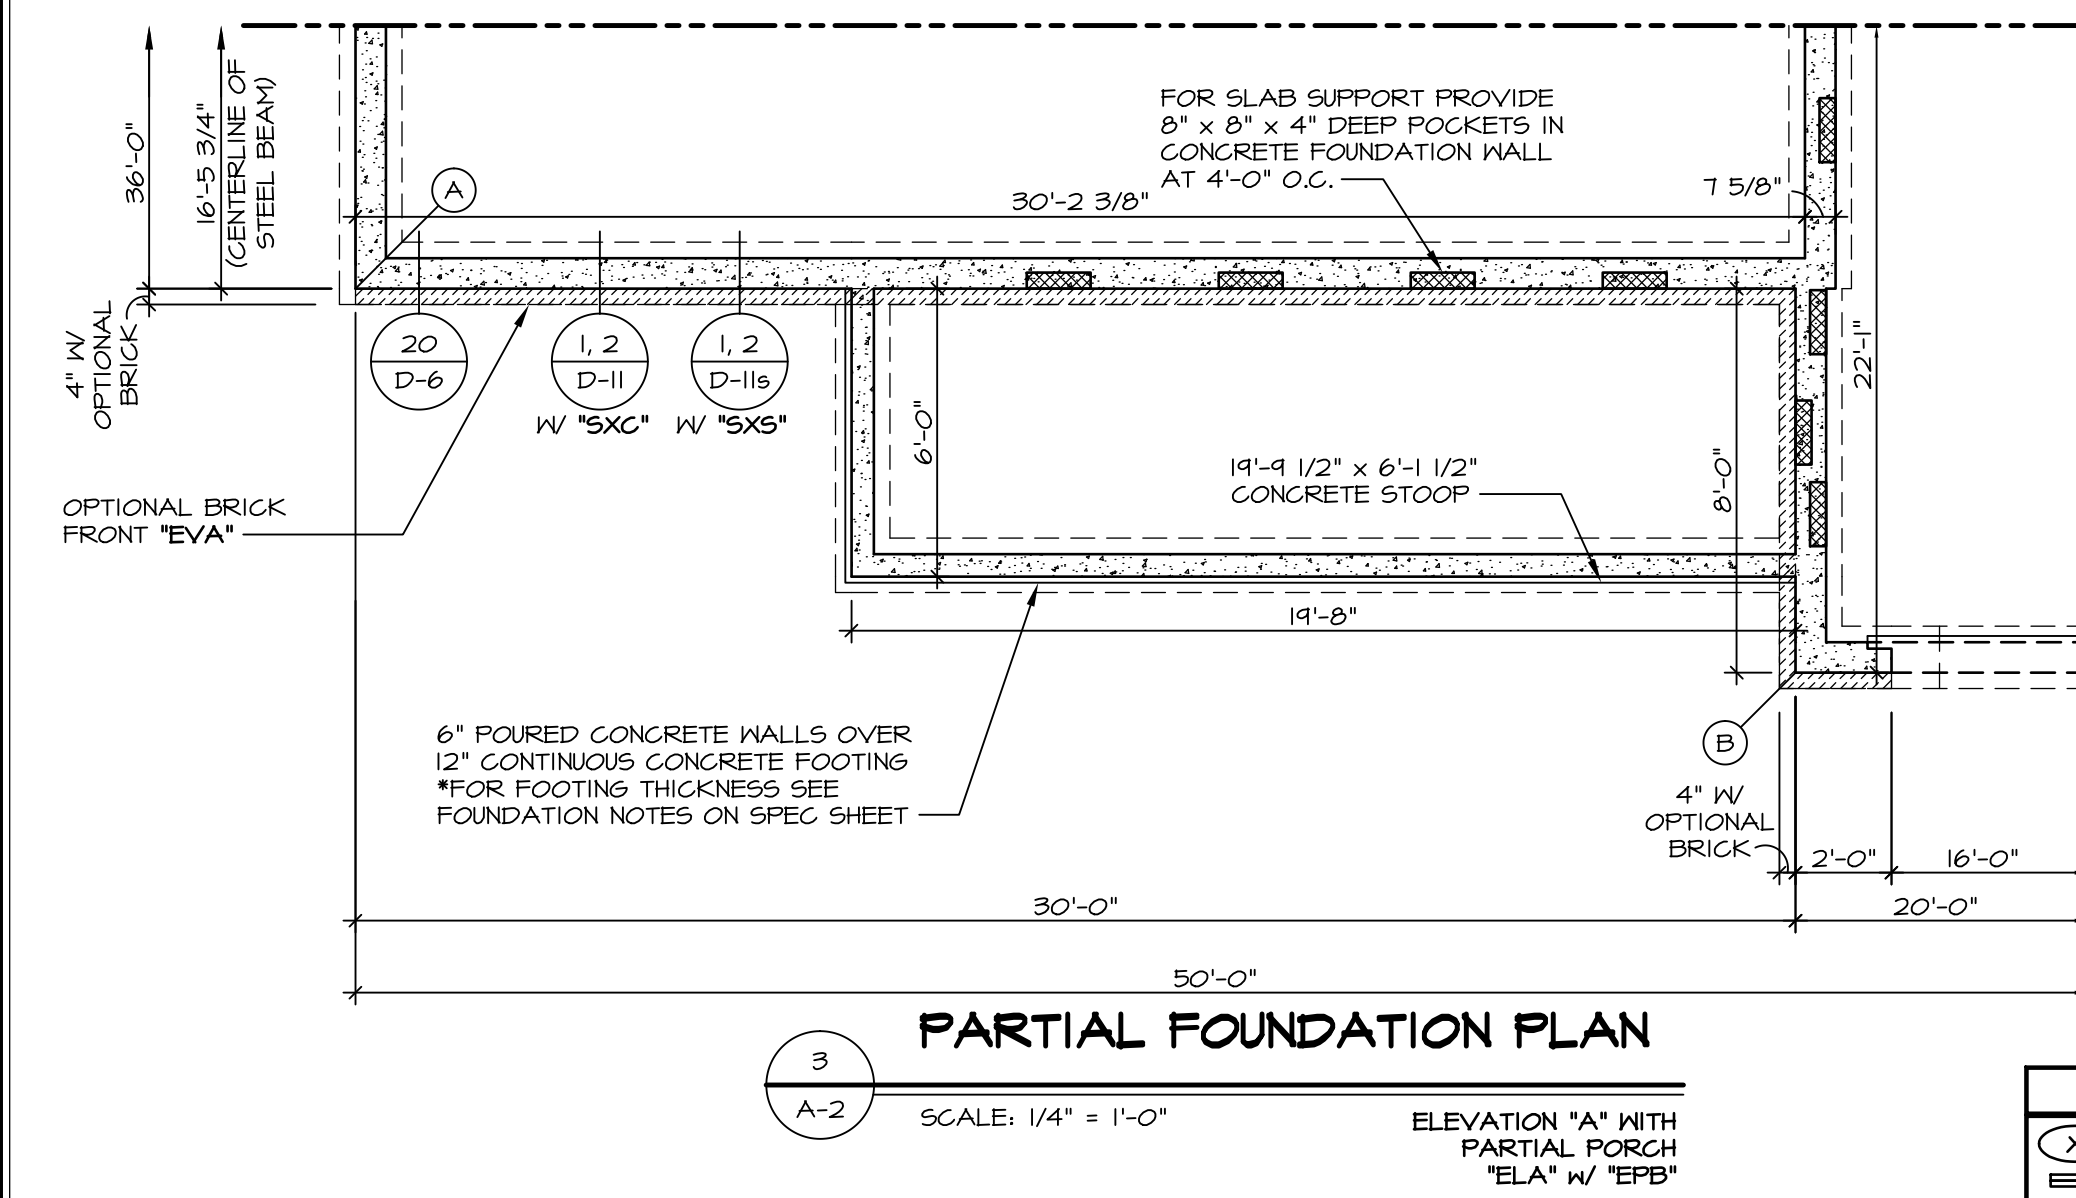 36'-0"
16'-5 3/4"
(CENTERLINE OF
STEEL BEAM)
A
FOR SLAB SUPPORT PROVIDE
8" x 8" x 4" DEEP POCKETS IN
CONCRETE FOUNDATION WALL
AT 4'-0" O.C.
30'-2 3/8"
7 5/8"
4" W/
OPTIONAL
BRICK
20
D-6
1, 2
D-11
W/ "SXC"
1, 2
D-11s
W/ "SXS"
22'-1"
6'-0"
8'-0"
19'-9 1/2" x 6'-1 1/2"
CONCRETE STOOP
OPTIONAL BRICK
FRONT "EVA"
19'-8"
6" POURED CONCRETE WALLS OVER
12" CONTINUOUS CONCRETE FOOTING
*FOR FOOTING THICKNESS SEE
FOUNDATION NOTES ON SPEC SHEET
B
4" W/
OPTIONAL
BRICK
2'-0"
16'-0"
30'-0"
20'-0"
50'-0"
PARTIAL FOUNDATION PLAN
3
A-2
SCALE: 1/4" = 1'-0"
ELEVATION "A" WITH
PARTIAL PORCH
"ELA" W/ "EPB"